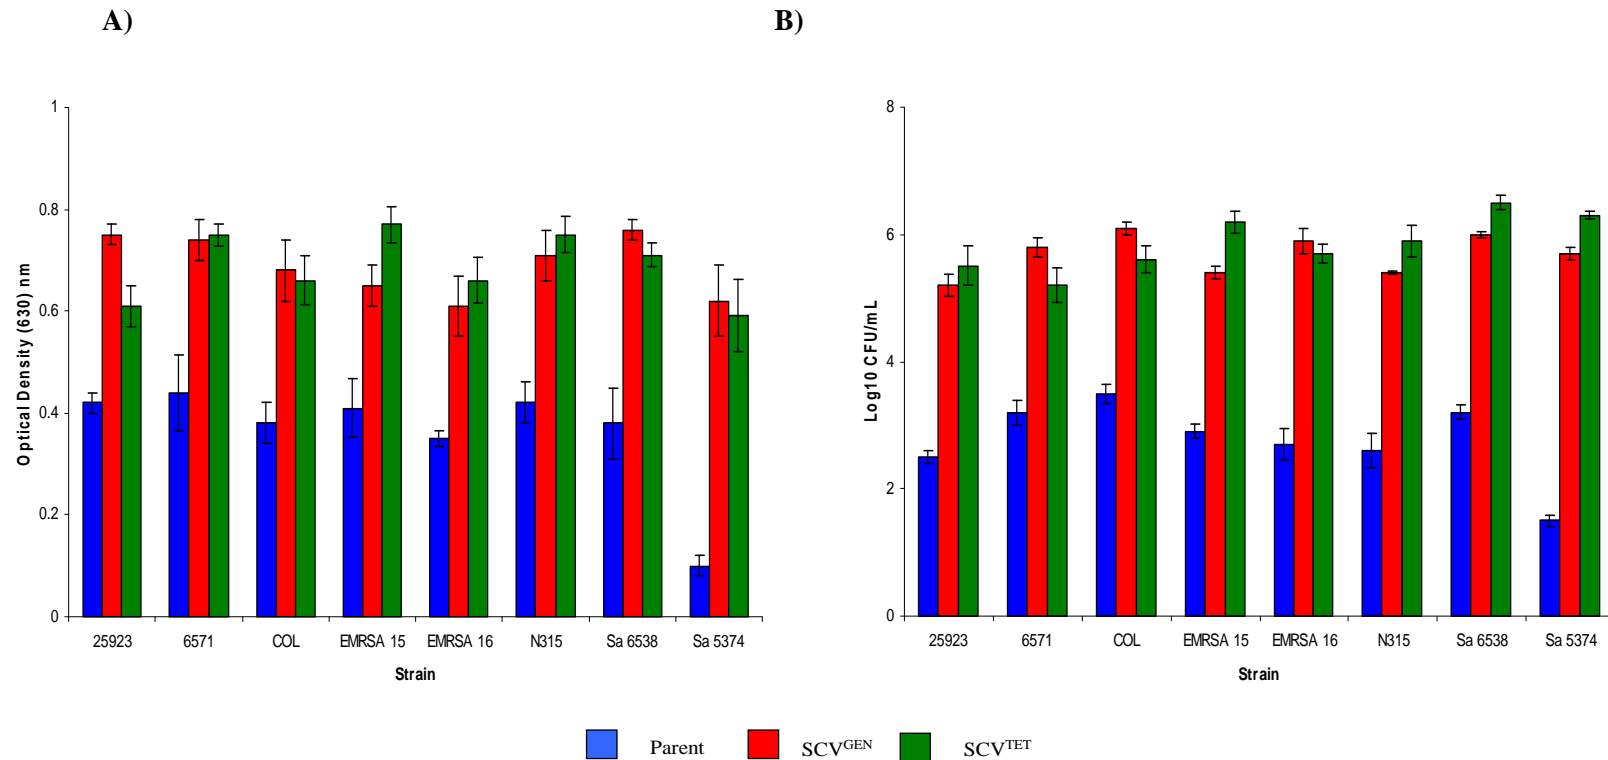 A)
B)
Optical Density (630) nm
1
0.8
0.6
0.4
0.2
0
25923 6571 COL EMRSA 15 EMRSA 16 N315 Sa 6538 Sa 5374
Strain
Log10 CFU/mL
8
6
4
2
0
25923 6571 COL EMRSA 15 EMRSA 16 N315 Sa 6538 Sa 5374
Strain
Parent SCVGEN SCVTET